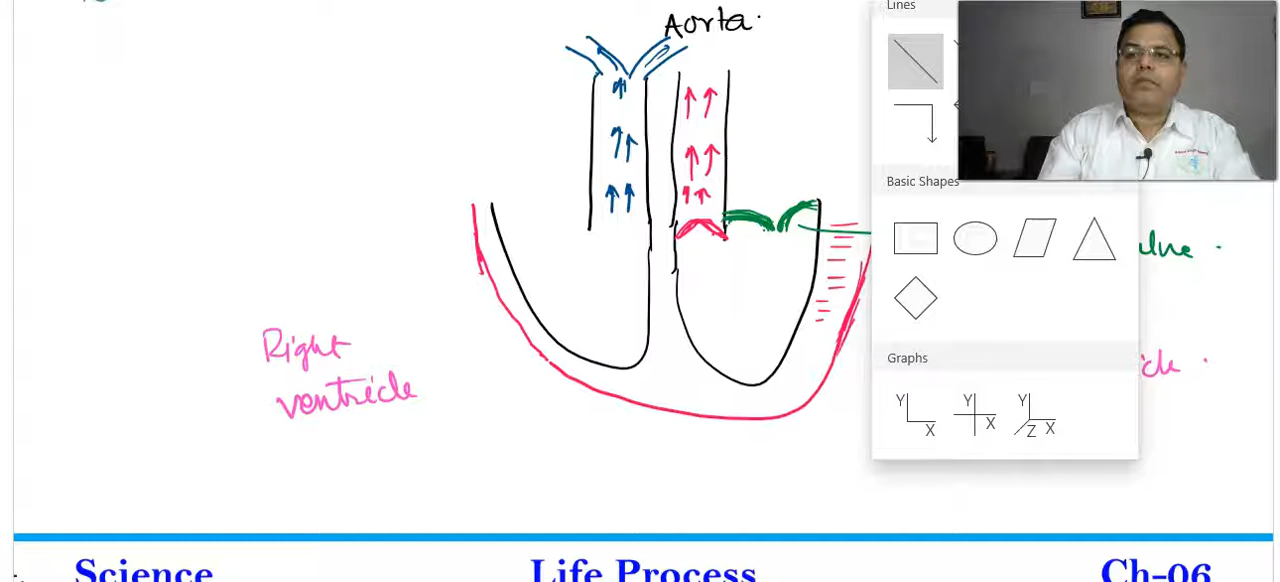 Aorta.
Lines
Basic Shapes
Right
ventricle
Graphs
Y
X
Y
X
Y
Z X
Science Life Process Ch-06